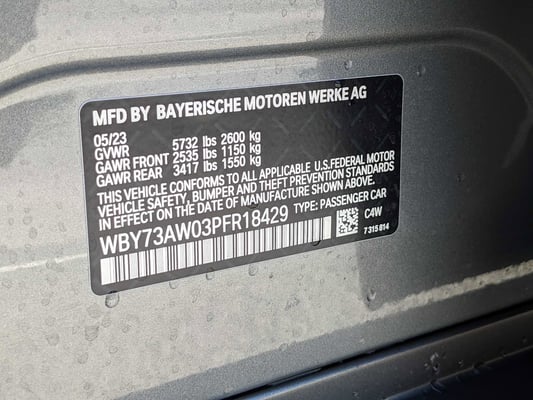 MFD BY BAYERISCHE MOTOREN WERKE AG
05/23
GVWR 5732 lbs 2600 kg
GAWR FRONT 2535 lbs 1150 kg
GAWR REAR 3417 lbs 1550 kg
THIS VEHICLE CONFORMS TO ALL APPLICABLE U.S.FEDERAL MOTOR
VEHICLE SAFETY, BUMPER AND THEFT PREVENTION STANDARDS
IN EFFECT ON THE DATE OF MANUFACTURE SHOWN ABOVE.
WBY73AW03PFR18429 TYPE: PASSENGER CAR
C4W
7 315 814